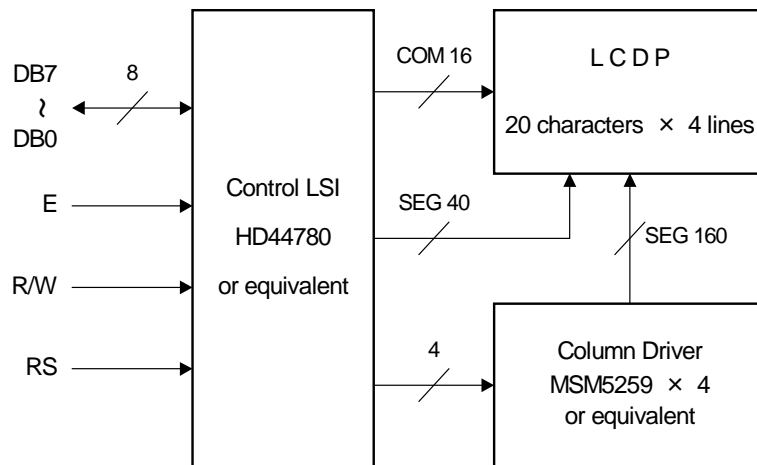 DB7
~
DB0
8
E
R/W
RS
Control LSI
HD44780
or equivalent
COM 16
SEG 40
4
L C D P
20 characters × 4 lines
SEG 160
Column Driver
MSM5259 × 4
or equivalent